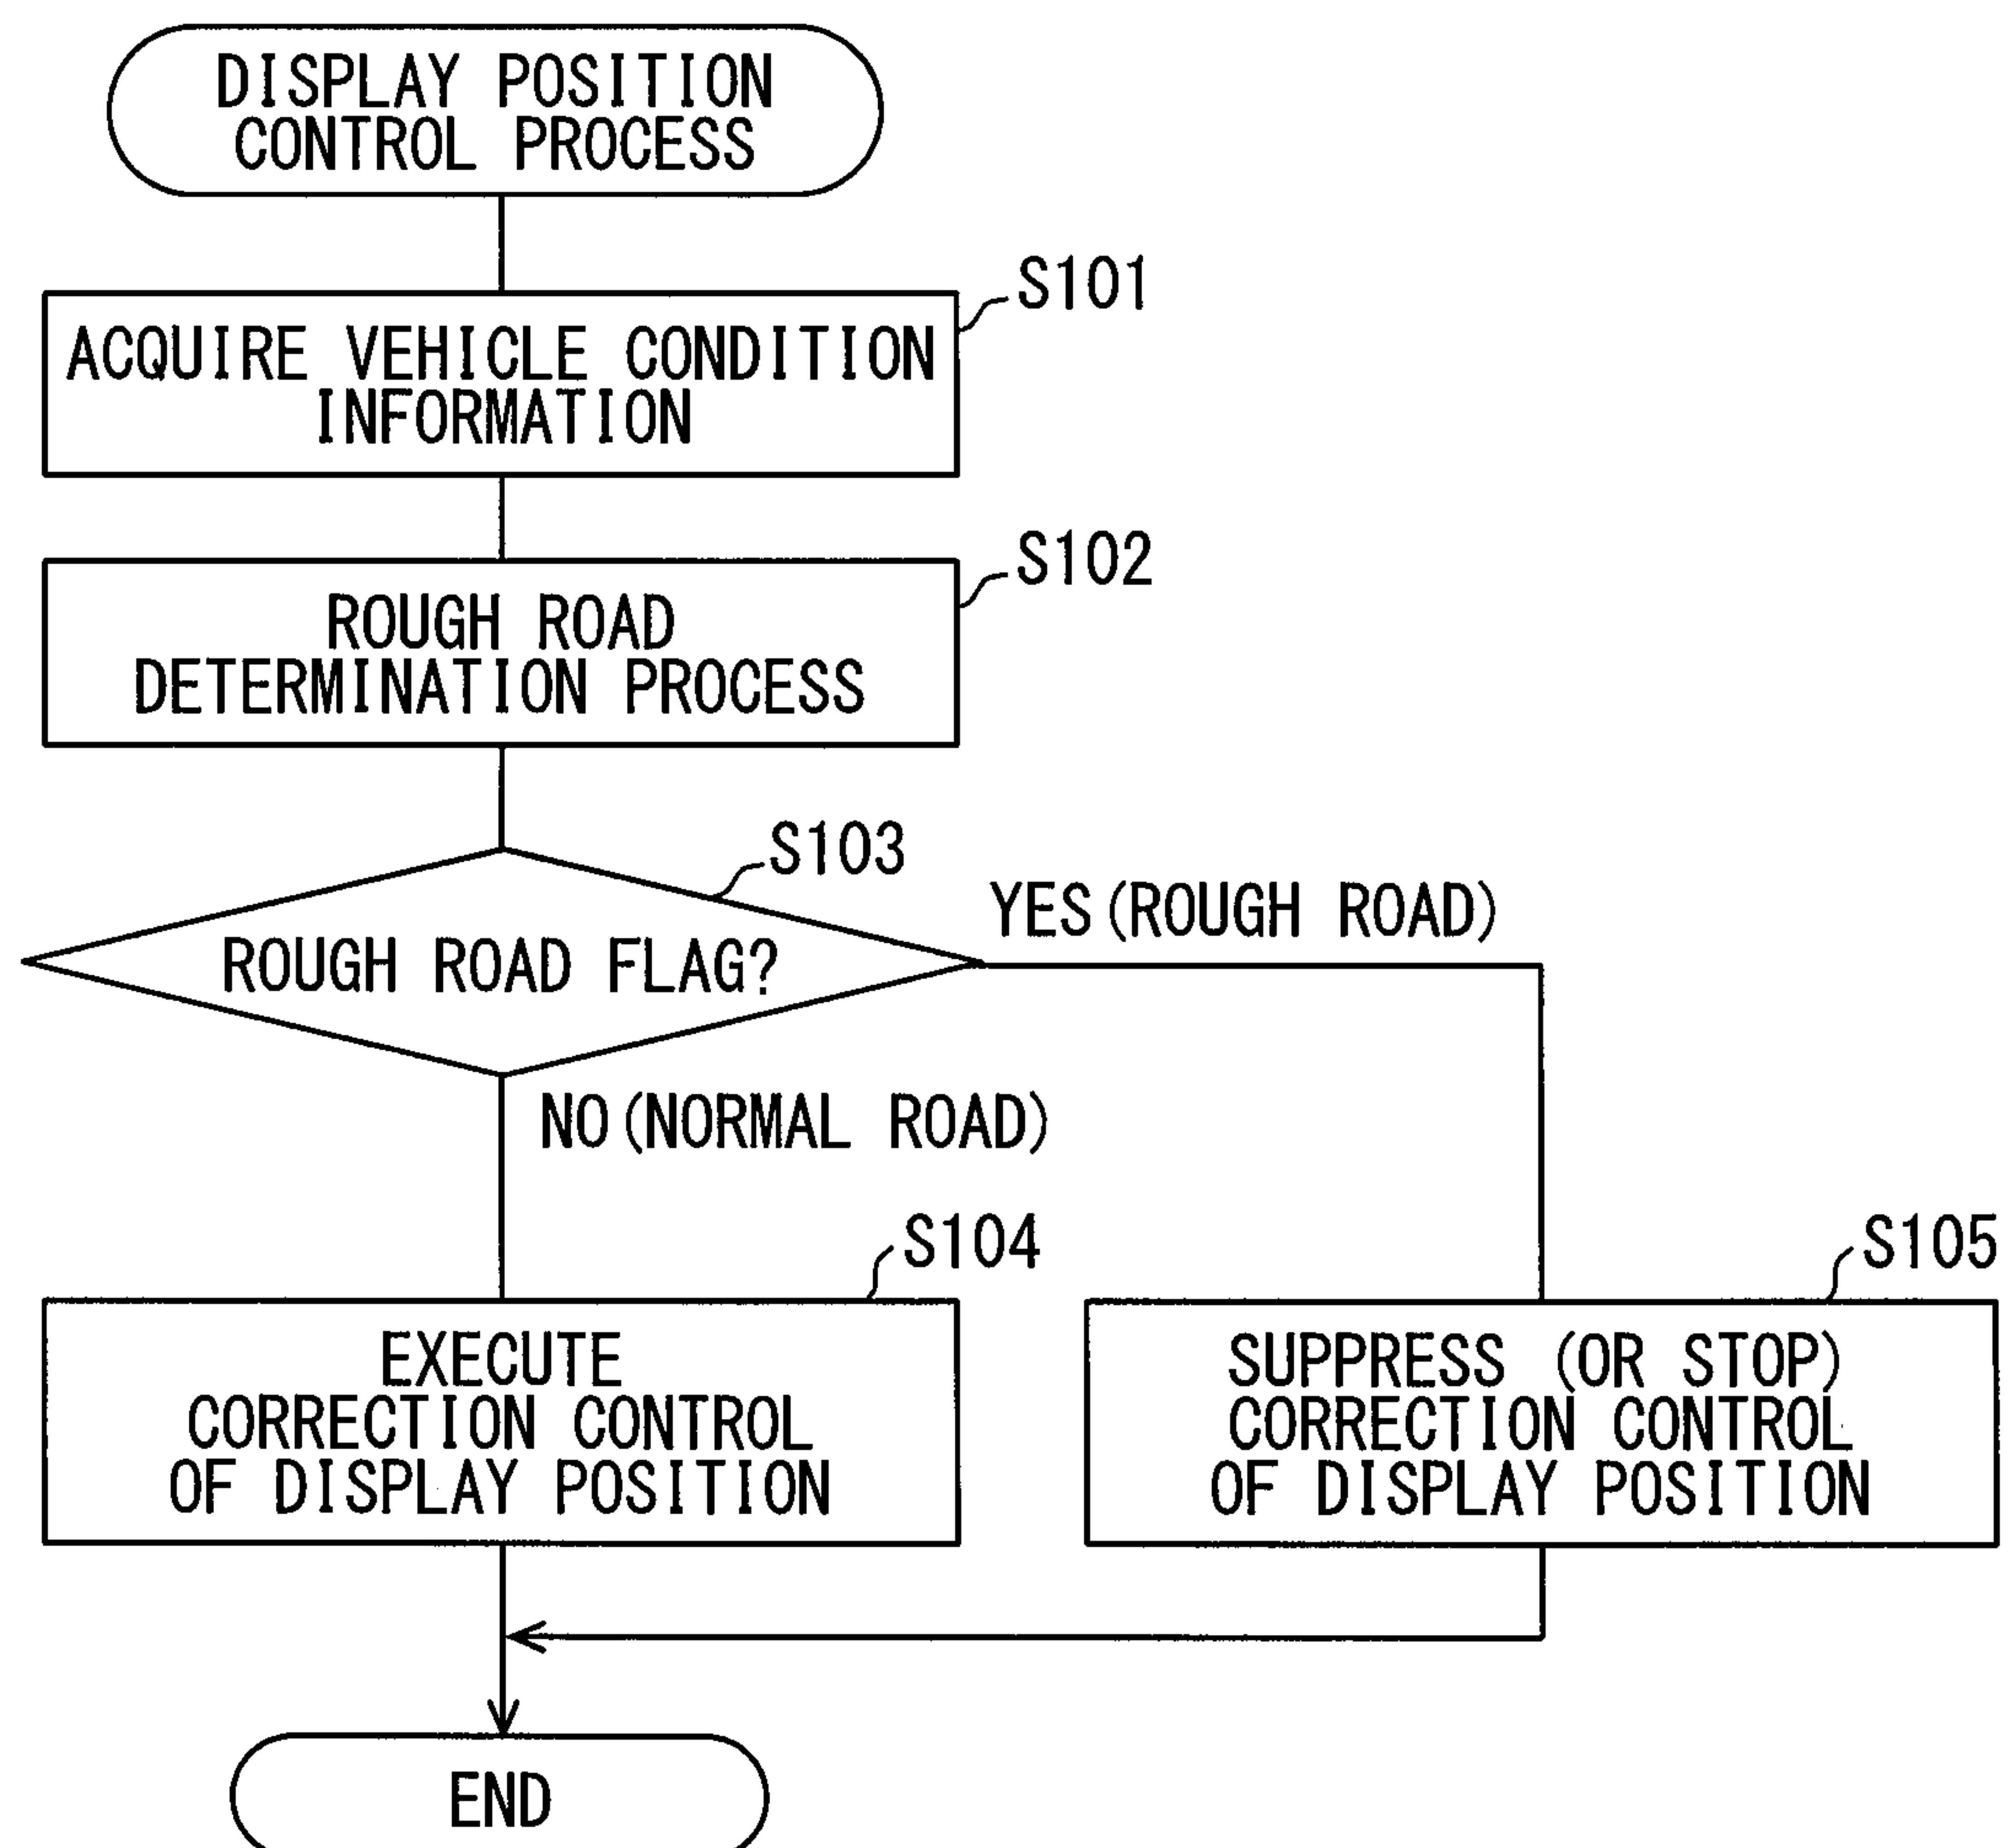 DISPLAY POSITION
CONTROL PROCESS
S101
ACQUIRE VEHICLE CONDITION
INFORMATION
S102
ROUGH ROAD
DETERMINATION PROCESS
S103
YES (ROUGH ROAD)
ROUGH ROAD FLAG?
NO (NORMAL ROAD)
S104
EXECUTE
CORRECTION CONTROL
OF DISPLAY POSITION
S105
SUPPRESS (OR STOP)
CORRECTION CONTROL
OF DISPLAY POSITION
END